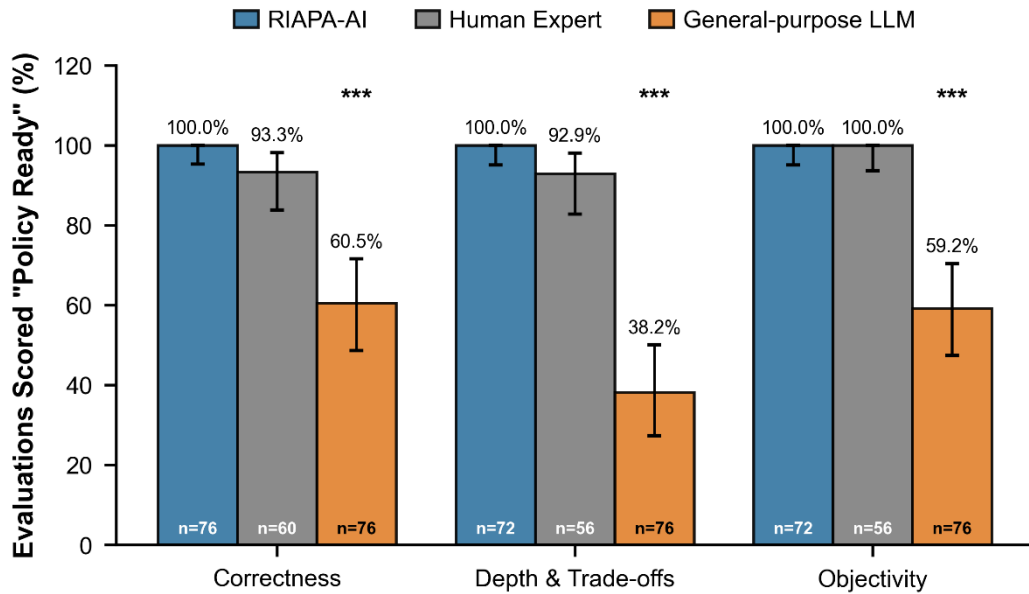 RIAPA-AI Human Expert General-purpose LLM
Evaluations Scored "Policy Ready" (%)
120
100
80
60
40
20
0
*** *** ***
100.0% 93.3% 60.5%
100.0% 92.9% 38.2%
100.0% 100.0% 59.2%
n=76 n=60 n=76 n=72 n=56 n=76 n=72 n=56 n=76
Correctness Depth & Trade-offs Objectivity